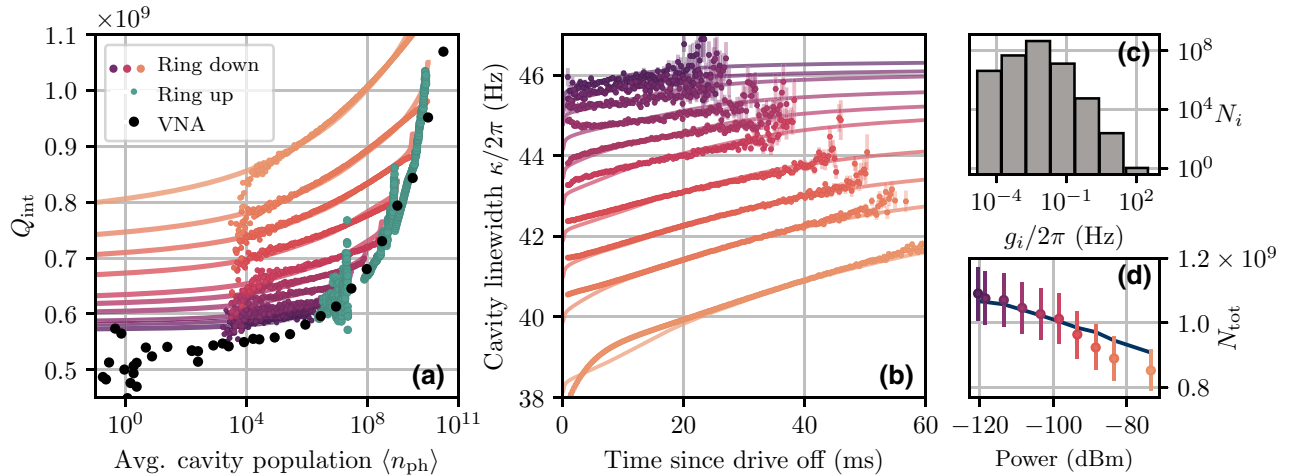 ×10⁹
1.1
1.0
0.9
0.8
0.7
0.6
0.5
Q_int
Ring down
Ring up
VNA
(a)
10⁰ 10⁴ 10⁸ 10¹¹
Avg. cavity population ⟨n_ph⟩
46
44
42
40
38
Cavity linewidth κ/2π (Hz)
(b)
0 20 40 60
Time since drive off (ms)
(c)
10⁸
10⁴
10⁰
N_i
10⁻⁴ 10⁻¹ 10²
g_i/2π (Hz)
(d)
1.2 × 10⁹
1.0
0.8
N_tot
−120 −100 −80
Power (dBm)